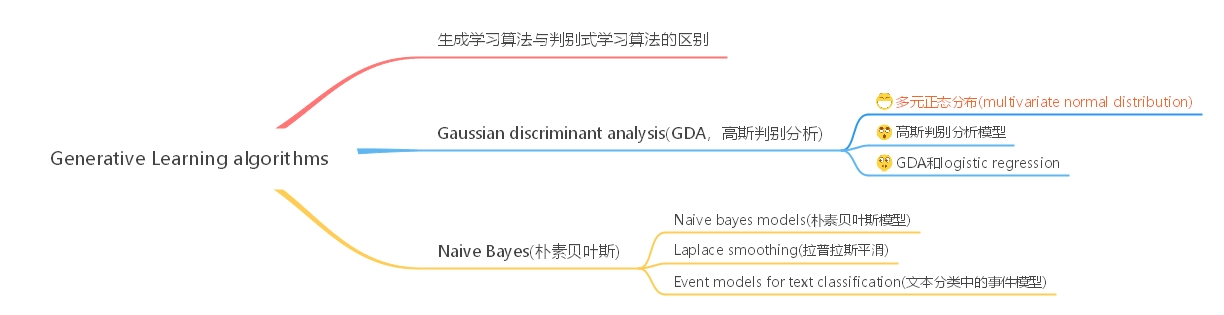 生成学习算法与判别式学习算法的区别
多元正态分布(multivariate normal distribution)
Gaussian discriminant analysis(GDA，高斯判别分析)
高斯判别分析模型
Generative Learning algorithms
GDA和logistic regression
Naive bayes models(朴素贝叶斯模型)
Naive Bayes(朴素贝叶斯)
Laplace smoothing(拉普拉斯平滑)
Event models for text classification(文本分类中的事件模型)